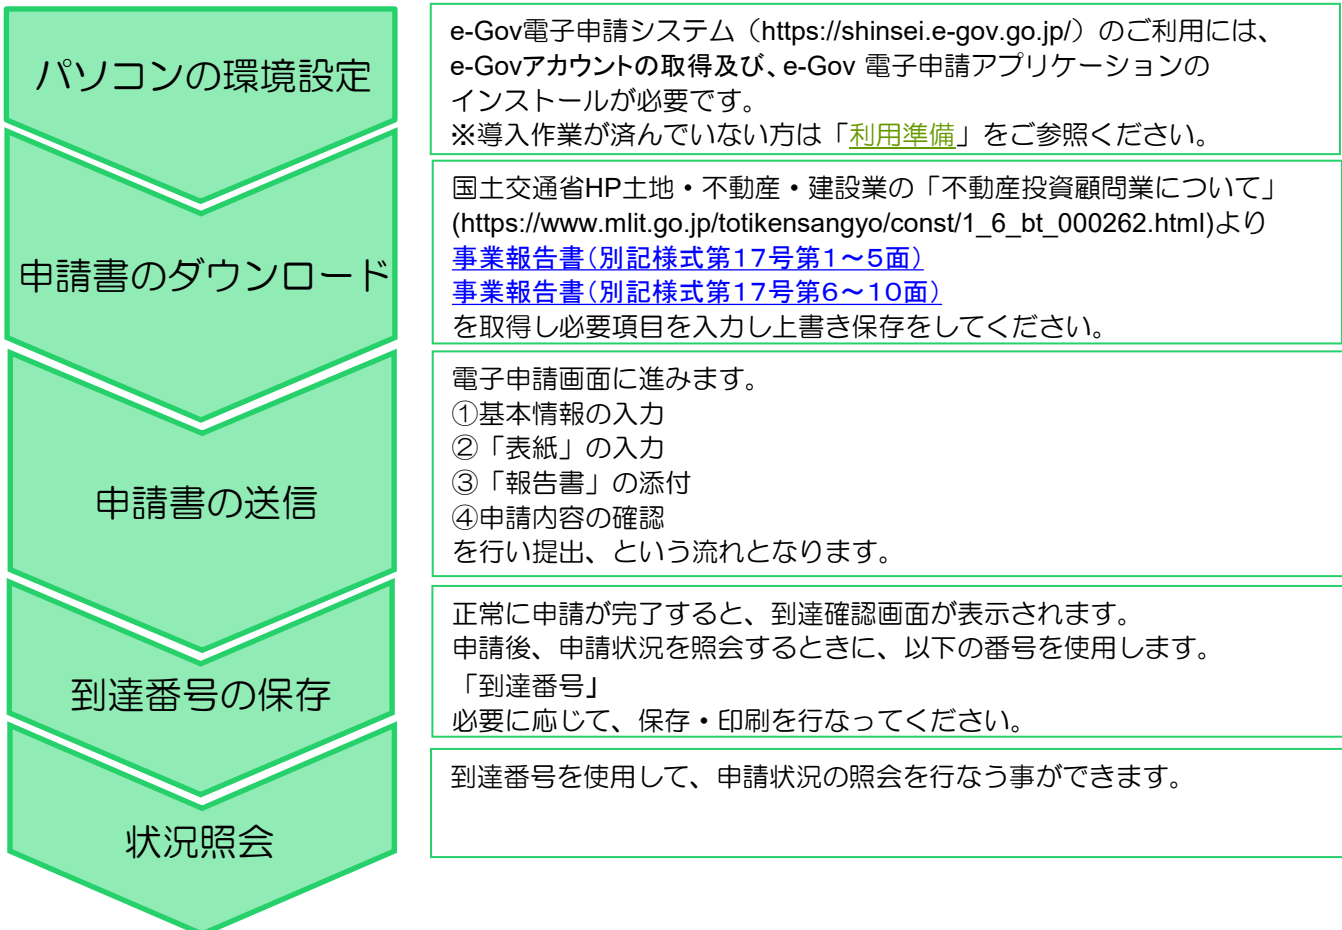 パソコンの環境設定
e-Gov電子申請システム（https://shinsei.e-gov.go.jp/）のご利用には、
e-Govアカウントの取得及び、e-Gov 電子申請アプリケーションの
インストールが必要です。
※導入作業が済んでいない方は「利用準備」をご参照ください。
申請書のダウンロード
国土交通省HP土地・不動産・建設業の「不動産投資顧問業について」
(https://www.mlit.go.jp/totikensangyo/const/1_6_bt_000262.html)より
事業報告書（別記様式第１７号第１～５面）
事業報告書（別記様式第１７号第６～１０面）
を取得し必要項目を入力し上書き保存をしてください。
申請書の送信
電子申請画面に進みます。
①基本情報の入力
②「表紙」の入力
③「報告書」の添付
④申請内容の確認
を行い提出、という流れとなります。
到達番号の保存
正常に申請が完了すると、到達確認画面が表示されます。
申請後、申請状況を照会するときに、以下の番号を使用します。
「到達番号」
必要に応じて、保存・印刷を行なってください。
状況照会
到達番号を使用して、申請状況の照会を行なう事ができます。